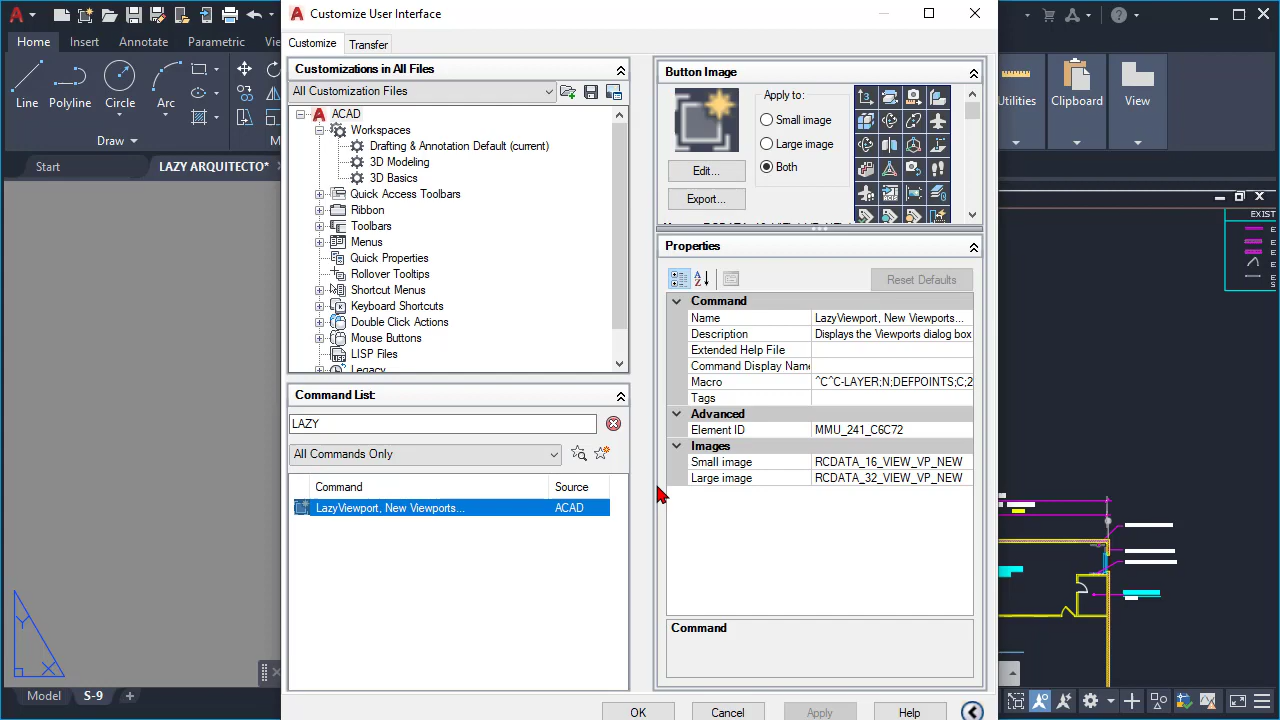 Customize User Interface
Home
Insert
Annotate
Parametric
Line
Polyline
Circle
Arc
Draw
Utilities
Clipboard
View
Start
LAZY ARQUITECTO*
Customize
Transfer
Customizations in All Files
All Customization Files
ACAD
Workspaces
Drafting & Annotation Default (current)
3D Modeling
3D Basics
Quick Access Toolbars
Ribbon
Toolbars
Menus
Quick Properties
Rollover Tooltips
Shortcut Menus
Keyboard Shortcuts
Double Click Actions
Mouse Buttons
LISP Files
Legacy
Command List:
LAZY
All Commands Only
Command
Source
LazyViewport, New Viewports...
ACAD
Button Image
Apply to:
Small image
Large image
Both
Edit...
Export...
Properties
Reset Defaults
Command
Name
LazyViewport, New Viewports...
Description
Displays the Viewports dialog box
Extended Help File
Command Display Name
Macro
^C^C-LAYER;N;DEFPOINTS;C;2
Tags
Advanced
Element ID
MMU_241_C6C72
Images
Small image
RCDATA_16_VIEW_VP_NEW
Large image
RCDATA_32_VIEW_VP_NEW
Command
OK
Cancel
Apply
Help
Model
S-9
EXIST
E
E
E
E
S
Y
X